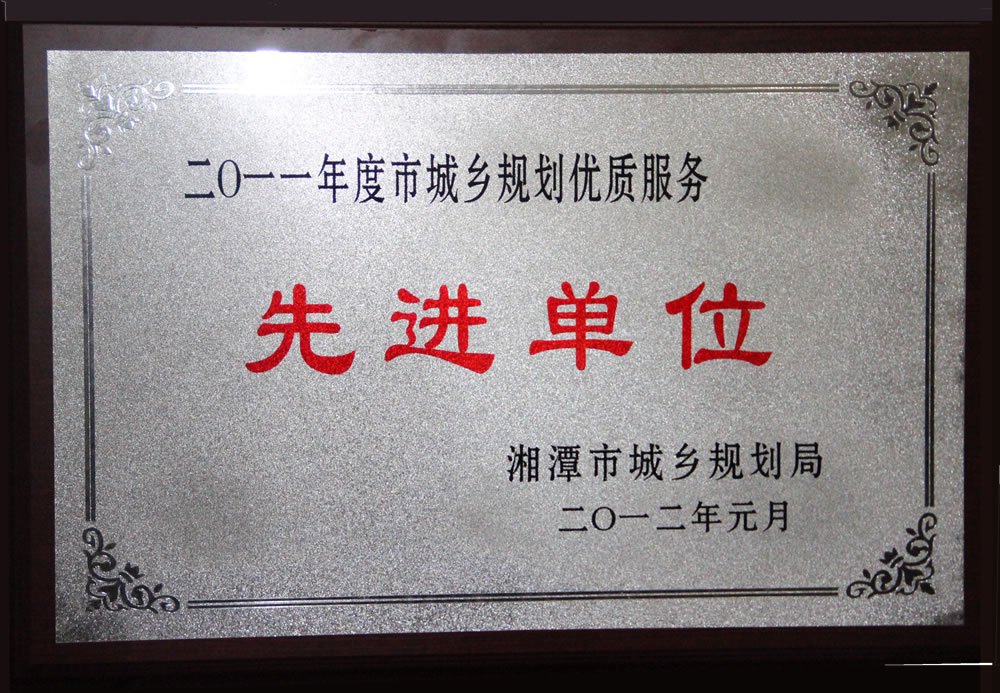 二〇一一年度市城乡规划优质服务
先进单位
湘潭市城乡规划局
二〇一二年元月